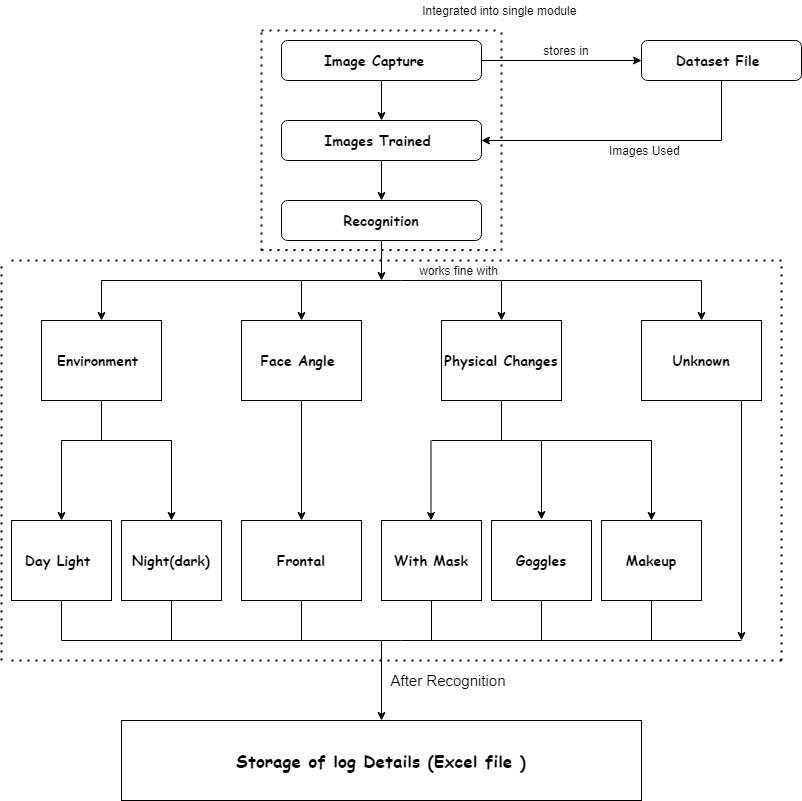 Integrated into single module
Image Capture
stores in
Dataset File
Images Trained
Images Used
Recognition
works fine with
Environment
Face Angle
Physical Changes
Unknown
Day Light
Night(dark)
Frontal
With Mask
Goggles
Makeup
After Recognition
Storage of log Details (Excel file )